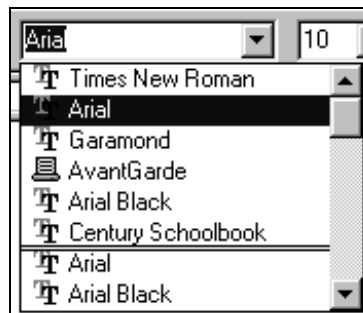 Arial 10
Times New Roman
Arial
Garamond
AvantGarde
Arial Black
Century Schoolbook
Arial
Arial Black